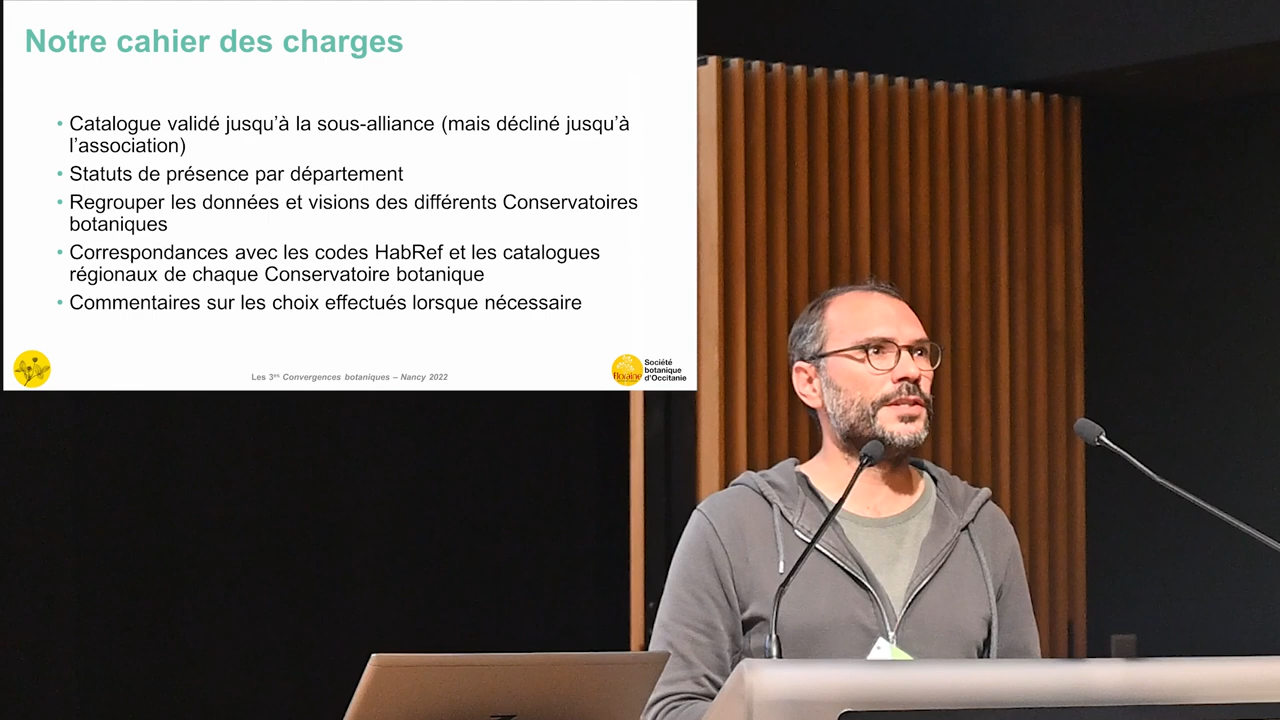 Notre cahier des charges
• Catalogue validé jusqu’à la sous-alliance (mais décliné jusqu’à
l’association)
• Statuts de présence par département
• Regrouper les données et visions des différents Conservatoires
botaniques
• Correspondances avec les codes HabRef et les catalogues
régionaux de chaque Conservatoire botanique
• Commentaires sur les choix effectués lorsque nécessaire
Les 3es Convergences botaniques – Nancy 2022
floraine
Société
botanique
d’Occitanie